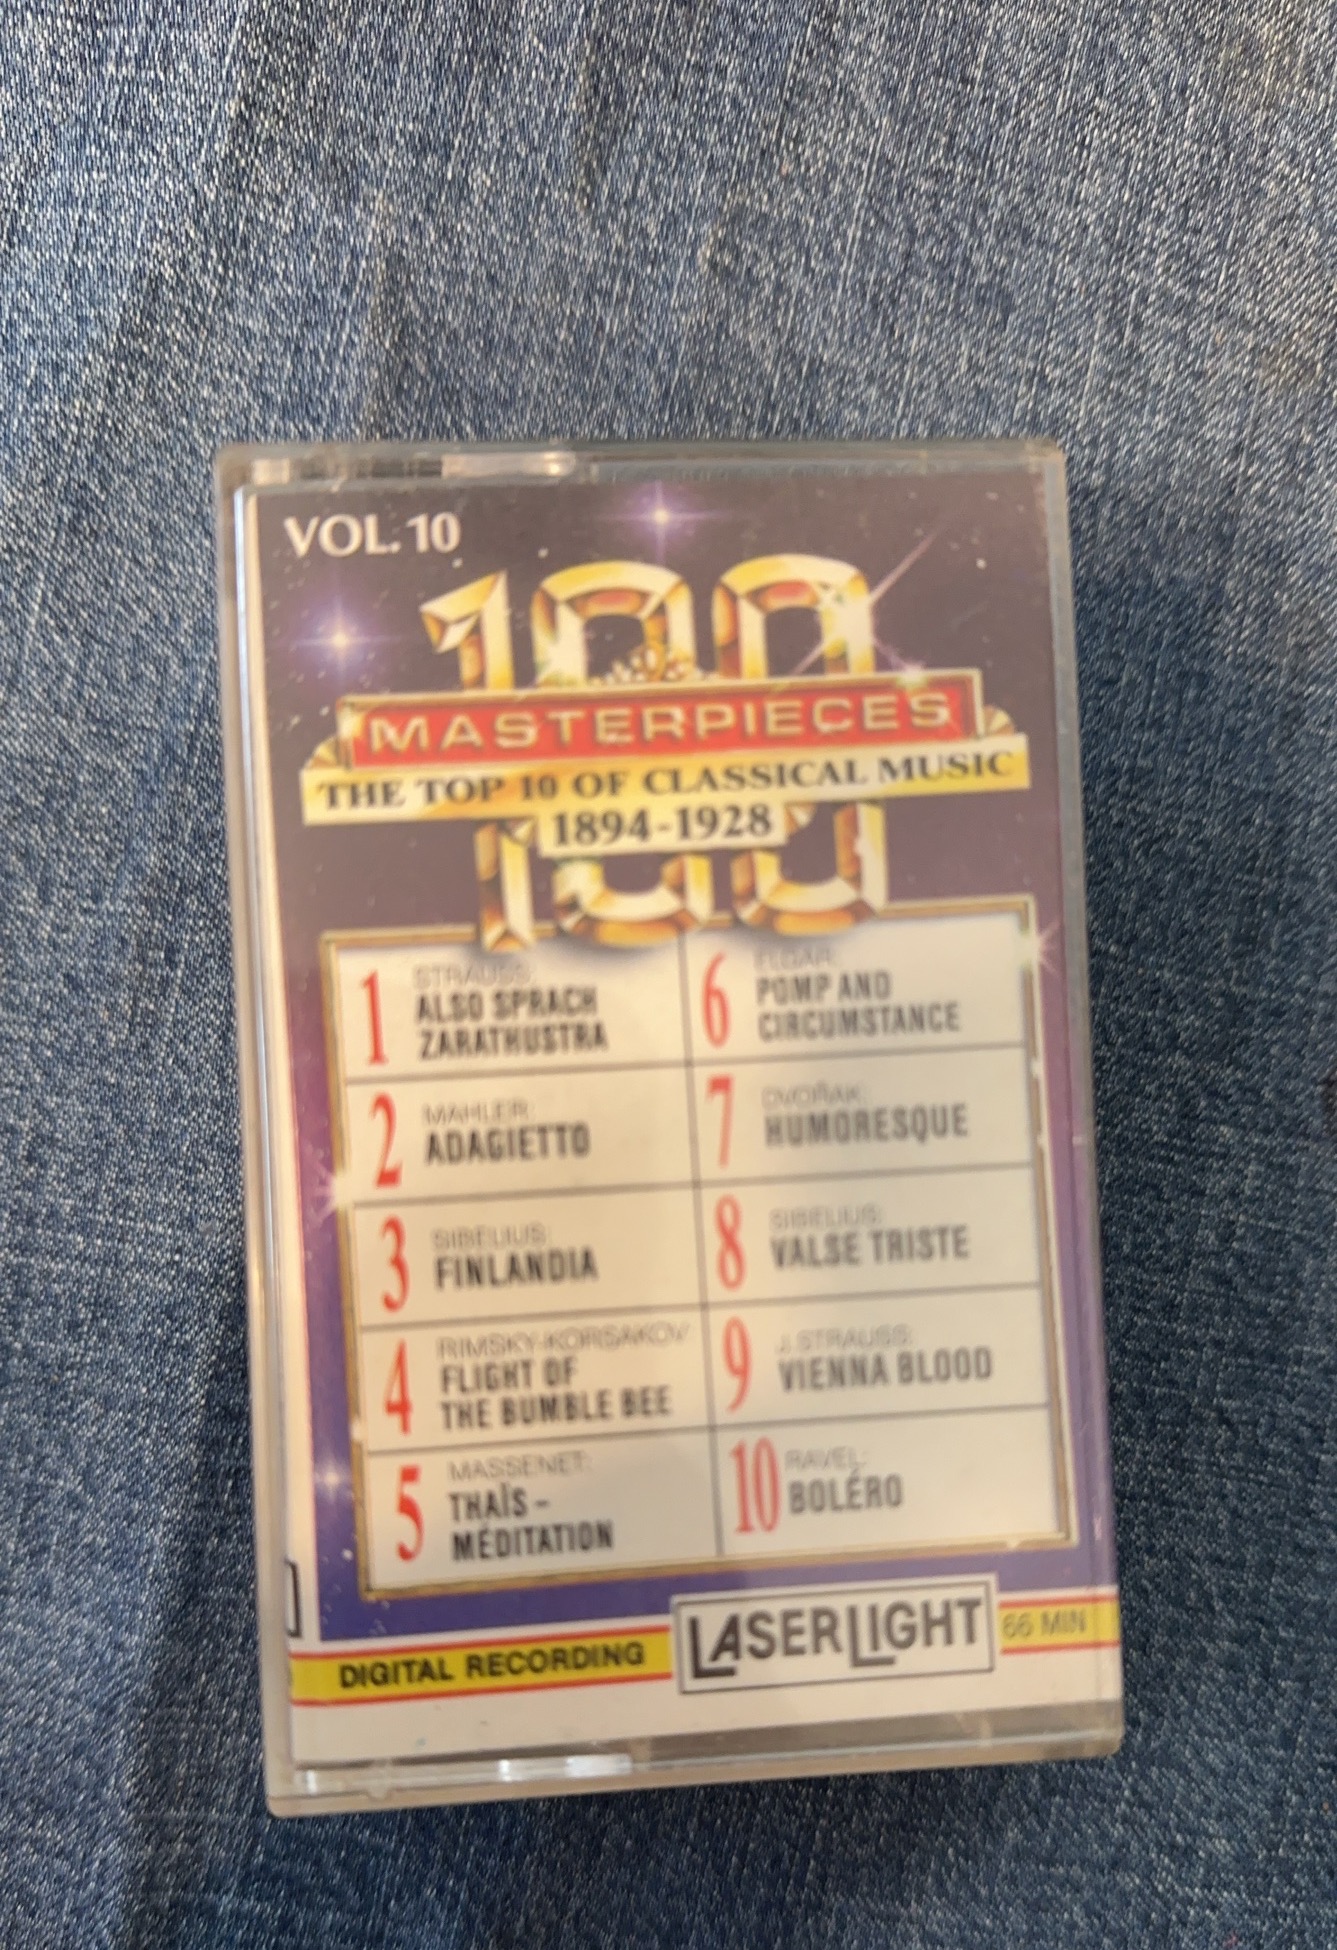 VOL. 10
100
MASTERPIECES
THE TOP 10 OF CLASSICAL MUSIC
1894-1928
1
STRAUSS:
ALSO SPRACH
ZARATHUSTRA
2
MAHLER:
ADAGIETTO
3
SIBELIUS:
FINLANDIA
4
RIMSKY-KORSAKOV
FLIGHT OF
THE BUMBLE BEE
5
MASSENET:
THAÏS -
MÉDITATION
6
ELGAR:
POMP AND
CIRCUMSTANCE
7
DVOŘAK:
HUMORESQUE
8
SIBELIUS:
VALSE TRISTE
9
J. STRAUSS:
VIENNA BLOOD
10
RAVEL:
BOLÉRO
DIGITAL RECORDING
LASERLIGHT
66 MIN